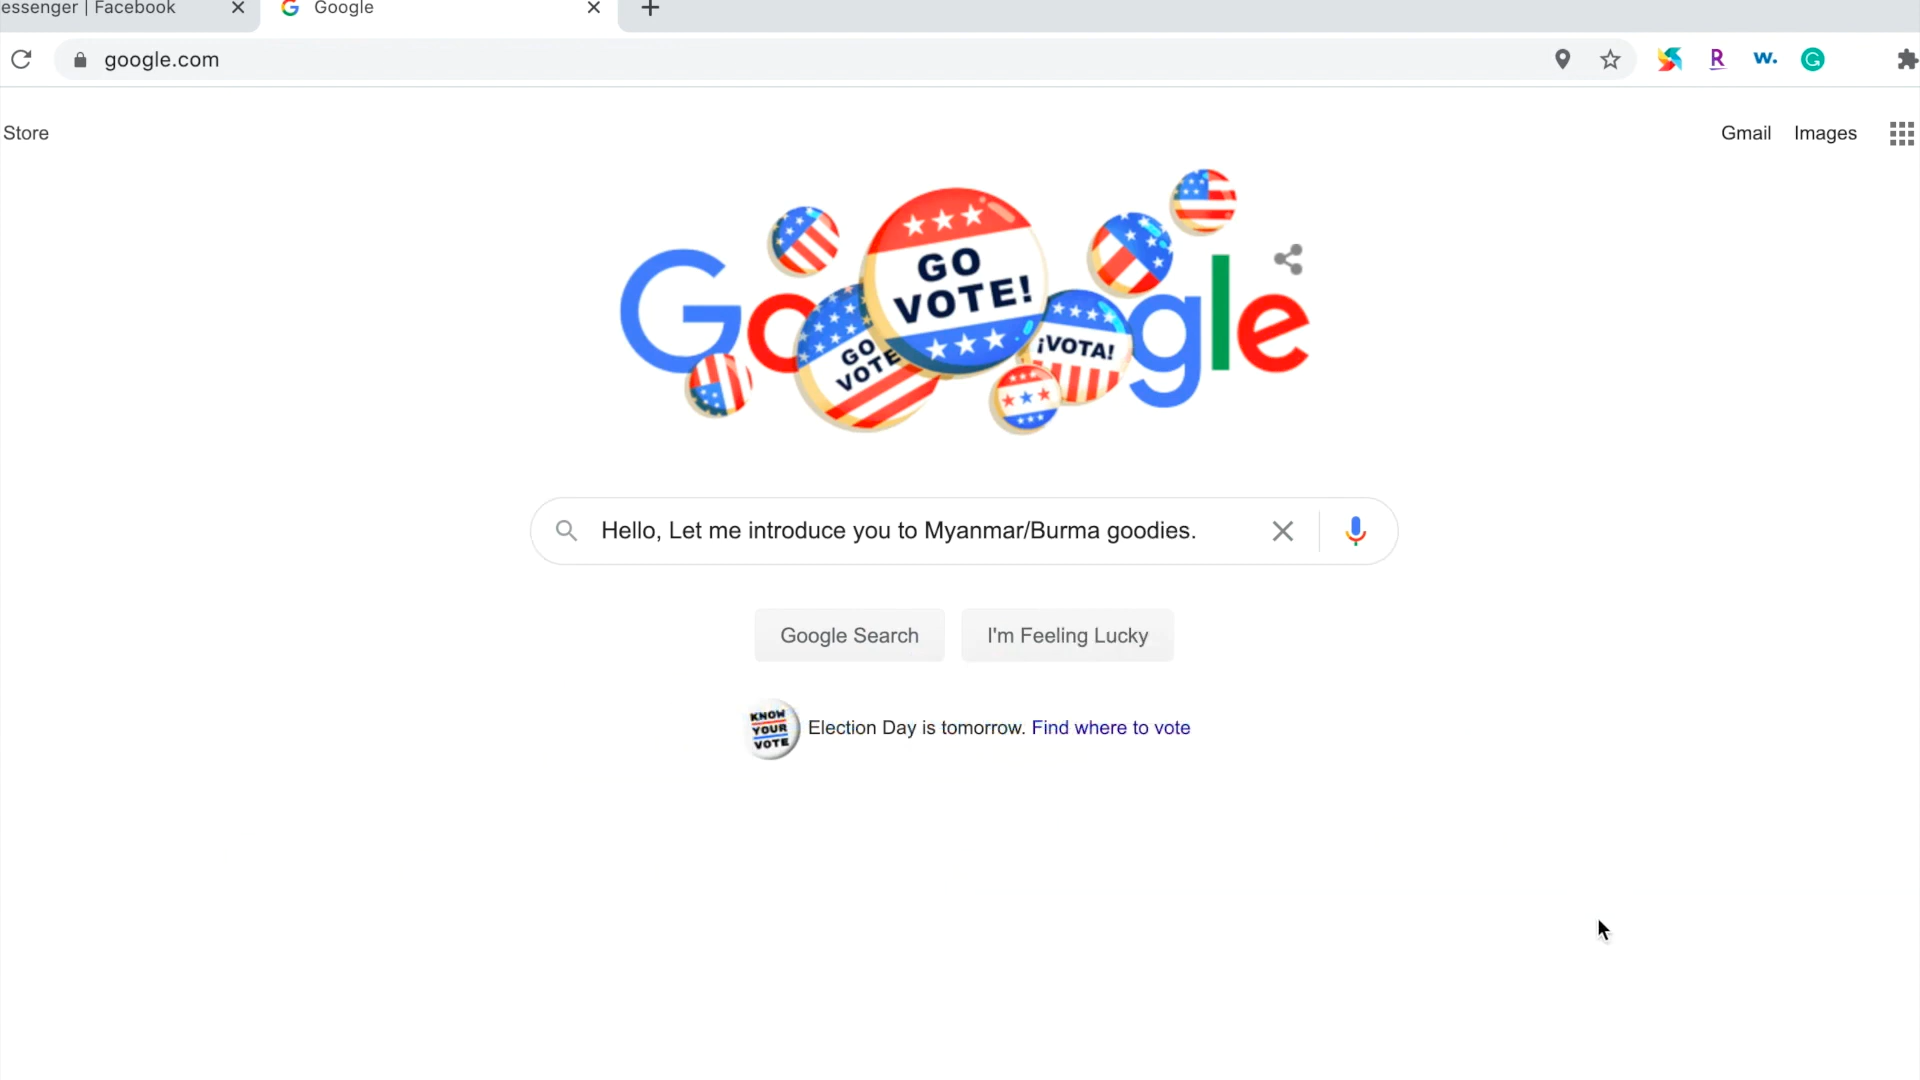 essenger | Facebook
Google
google.com
Store
Gmail
Images
Google
GO VOTE!
GO VOTE
¡VOTA!
Hello, Let me introduce you to Myanmar/Burma goodies.
Google Search
I'm Feeling Lucky
KNOW YOUR VOTE
Election Day is tomorrow. Find where to vote